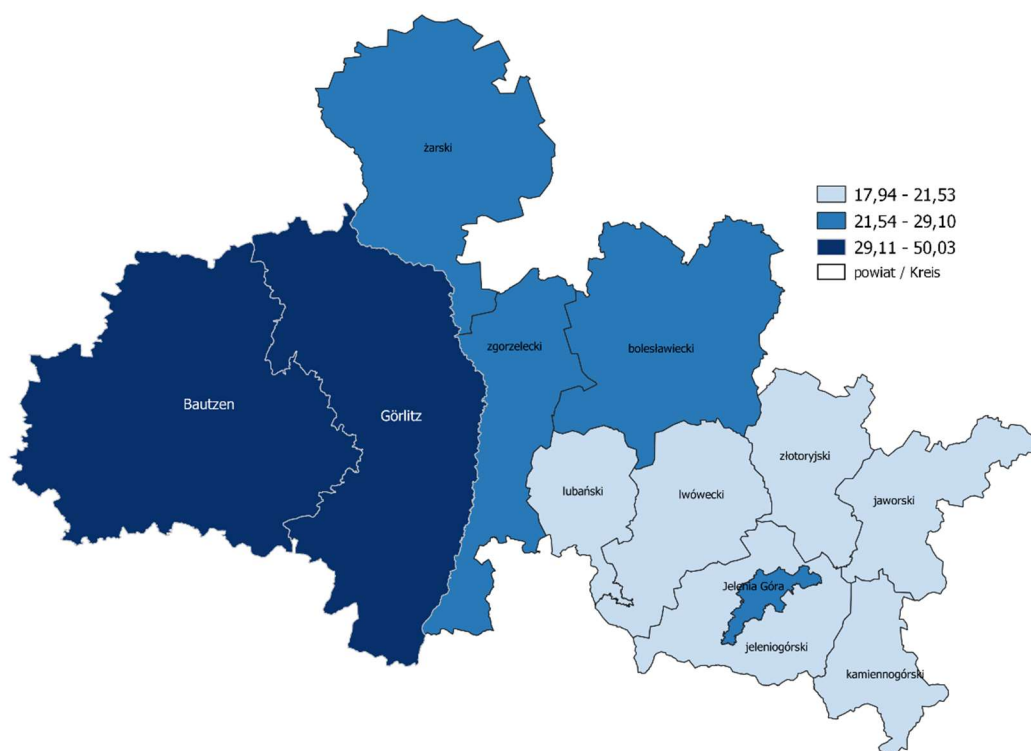 żarski
17,94 - 21,53
21,54 - 29,10
29,11 - 50,03
powiat / Kreis
zgorzelecki
bolesławiecki
Bautzen
Görlitz
złotoryjski
lubański
lwówecki
jaworski
Jelenia Góra
jeleniogórski
kamiennogórski